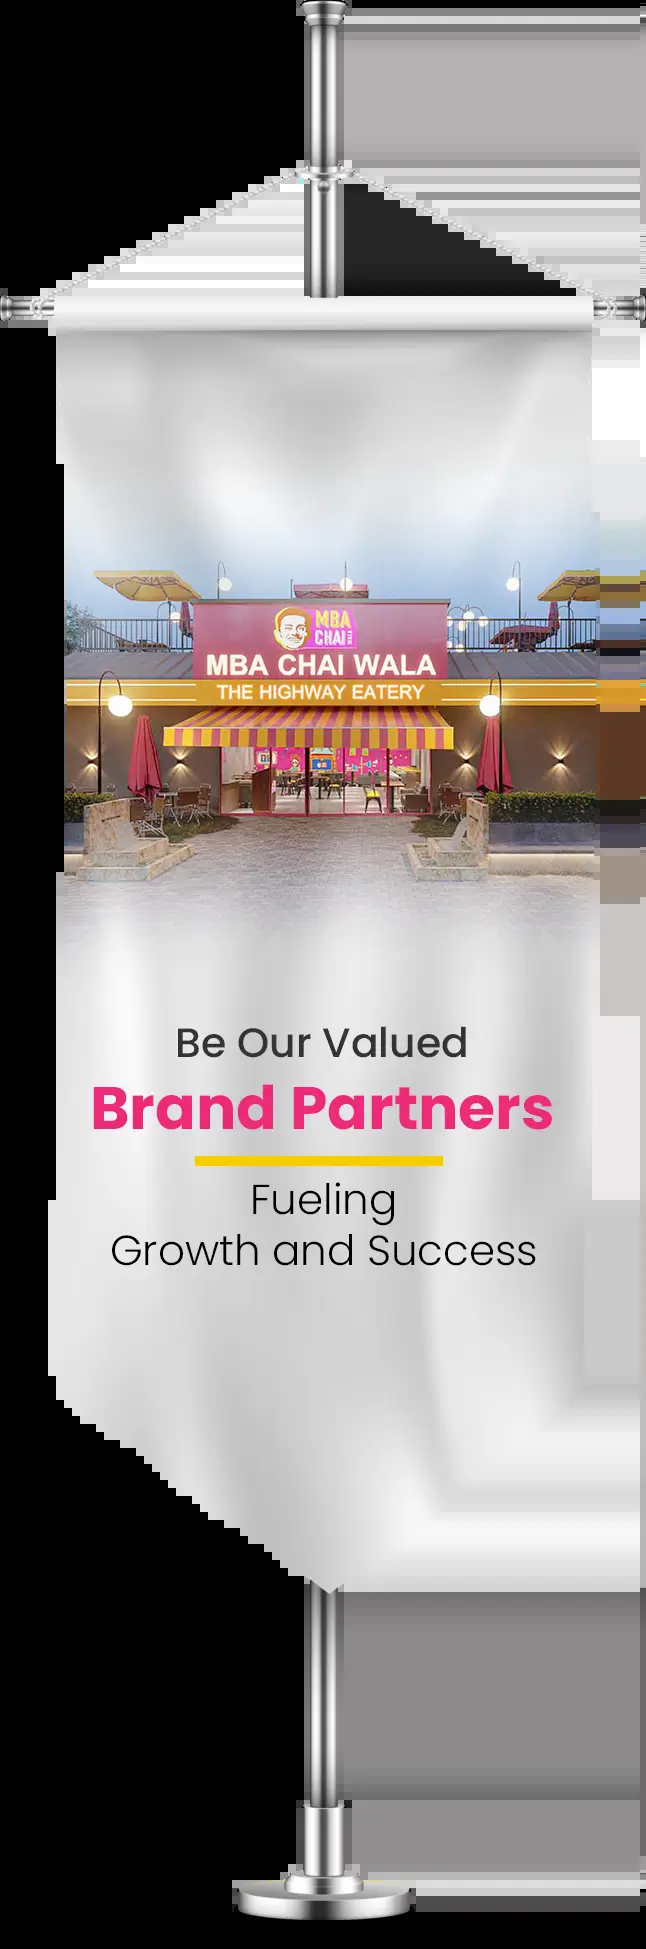 MBA
CHAI
MBA CHAI WALA
THE HIGHWAY EATERY
Be Our Valued
Brand Partners
Fueling
Growth and Success